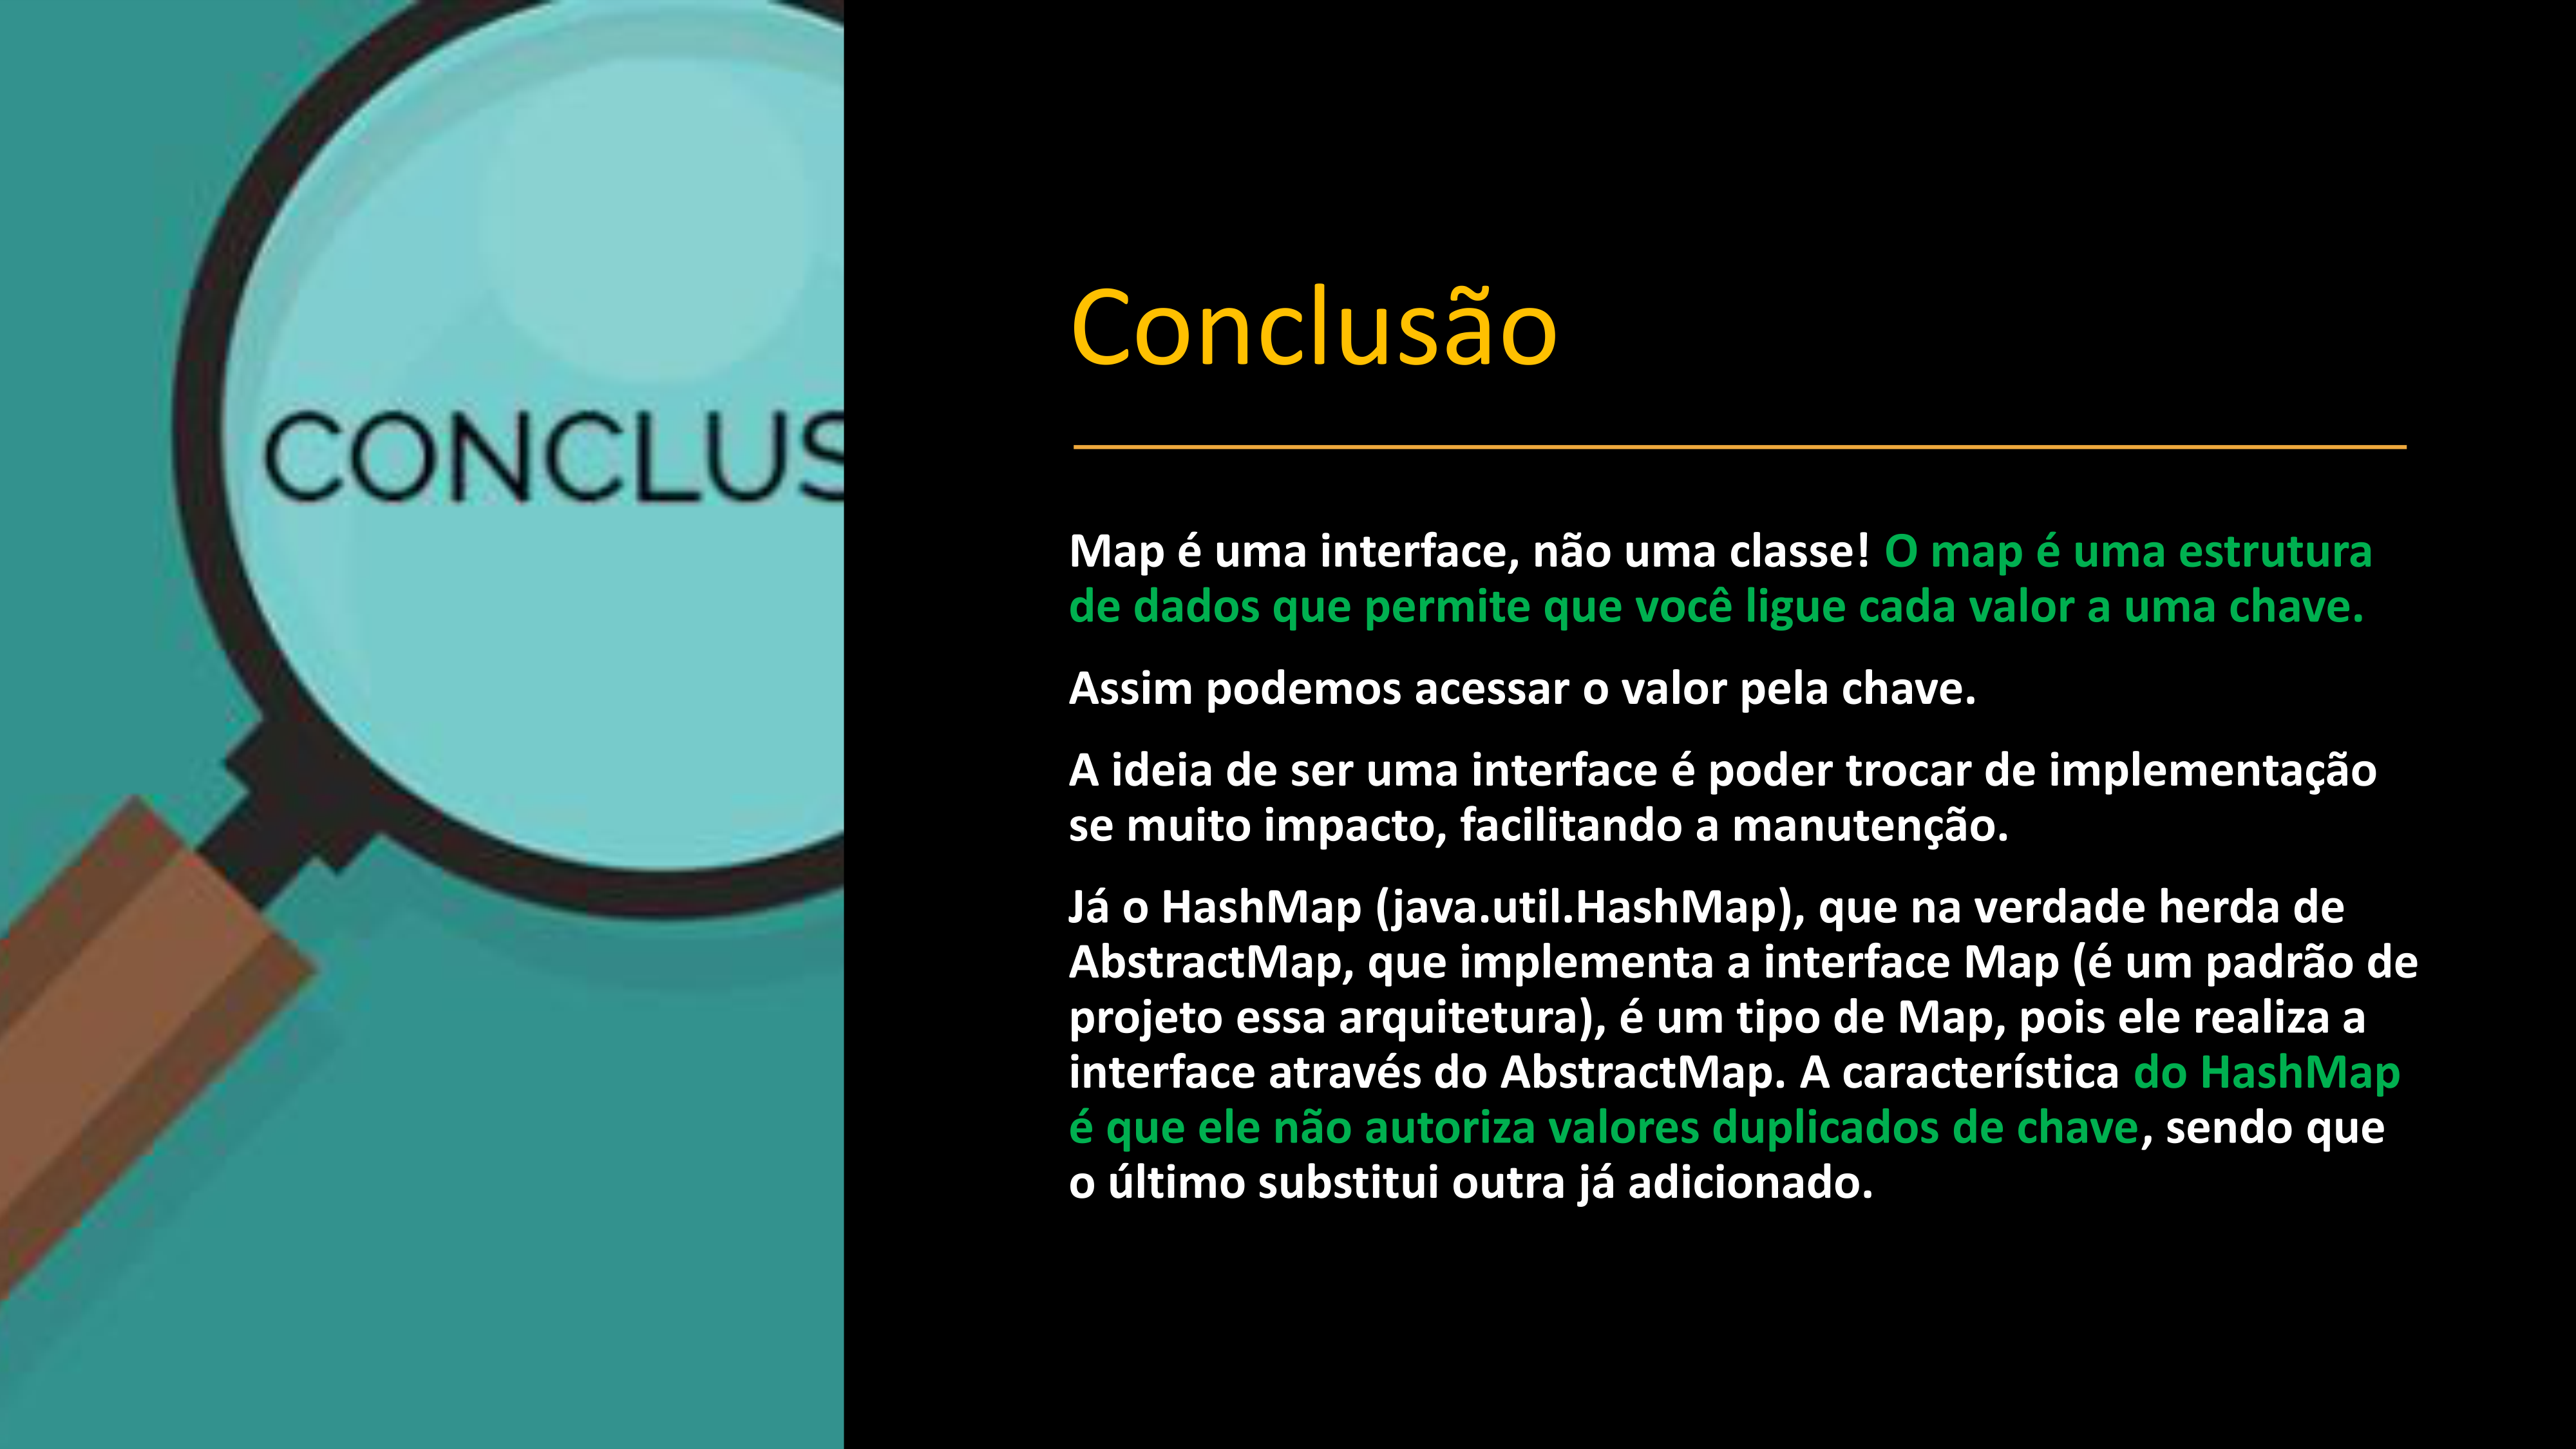 CONCLUS
Conclusão
Map é uma interface, não uma classe! O map é uma estrutura
de dados que permite que você ligue cada valor a uma chave.
Assim podemos acessar o valor pela chave.
A ideia de ser uma interface é poder trocar de implementação
se muito impacto, facilitando a manutenção.
Já o HashMap (java.util.HashMap), que na verdade herda de
AbstractMap, que implementa a interface Map (é um padrão de
projeto essa arquitetura), é um tipo de Map, pois ele realiza a
interface através do AbstractMap. A característica do HashMap
é que ele não autoriza valores duplicados de chave, sendo que
o último substitui outra já adicionado.